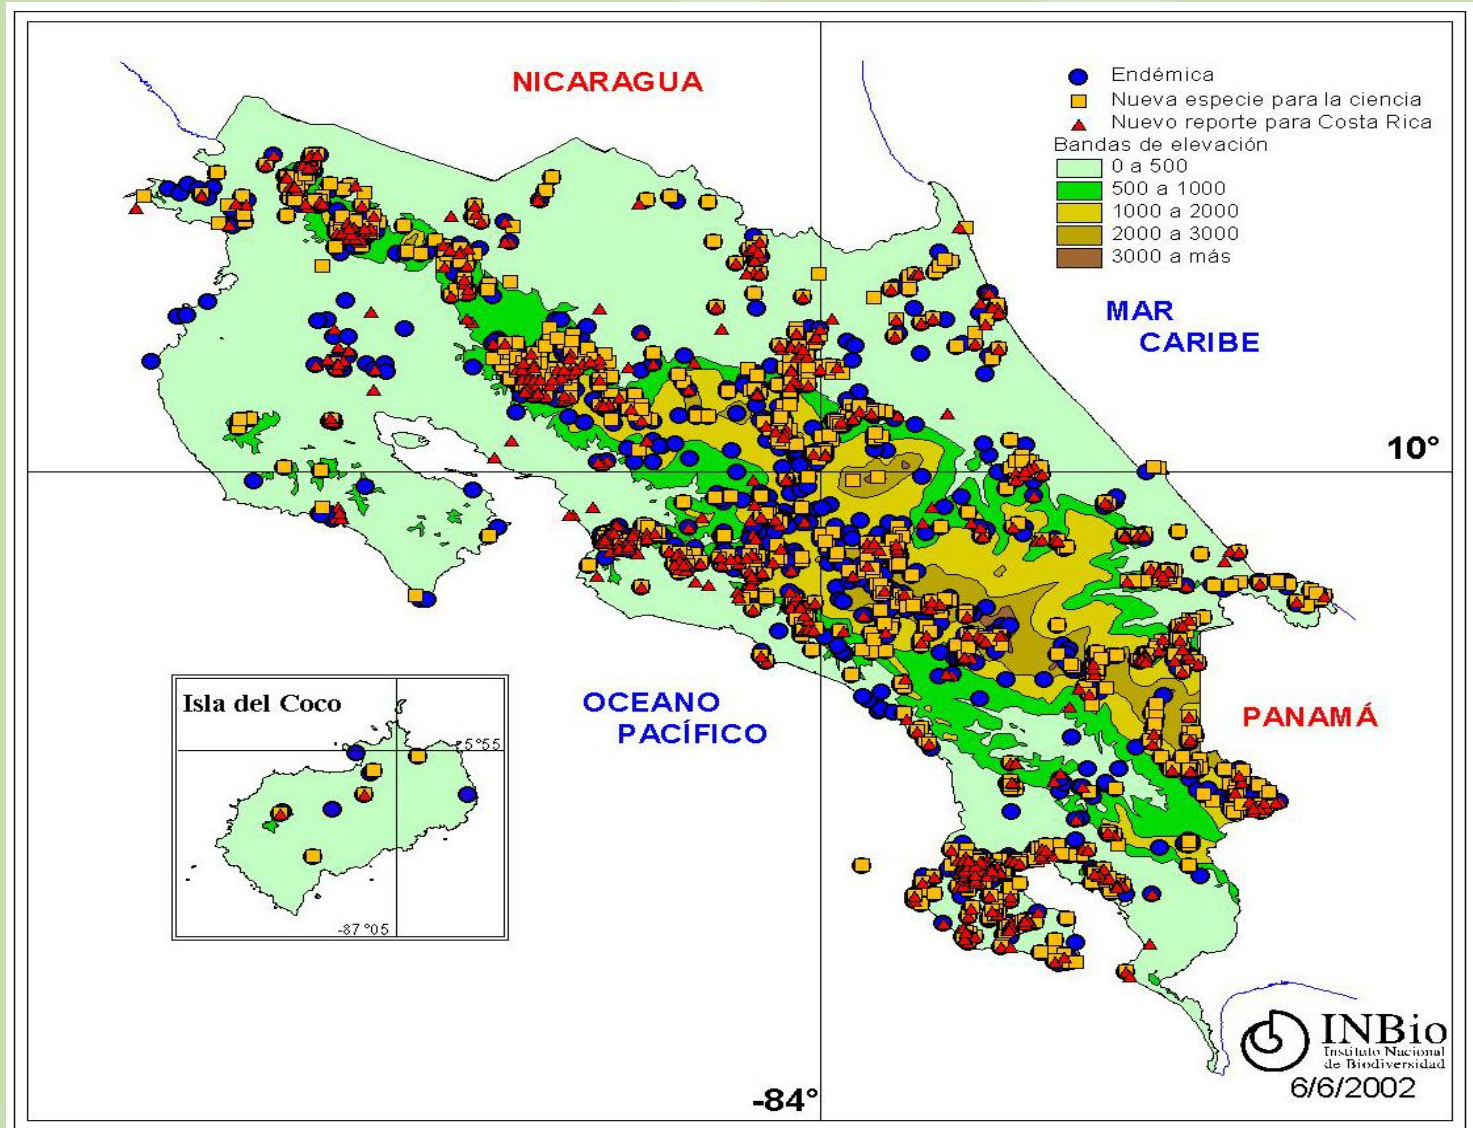 NICARAGUA
Endémica
Nueva especie para la ciencia
Nuevo reporte para Costa Rica
Bandas de elevación
0 a 500
500 a 1000
1000 a 2000
2000 a 3000
3000 a más
MAR
CARIBE
10°
Isla del Coco
5°55
-87°05
OCEANO
PACÍFICO
PANAMÁ
INBio
Instituto Nacional
de Biodiversidad
6/6/2002
-84°